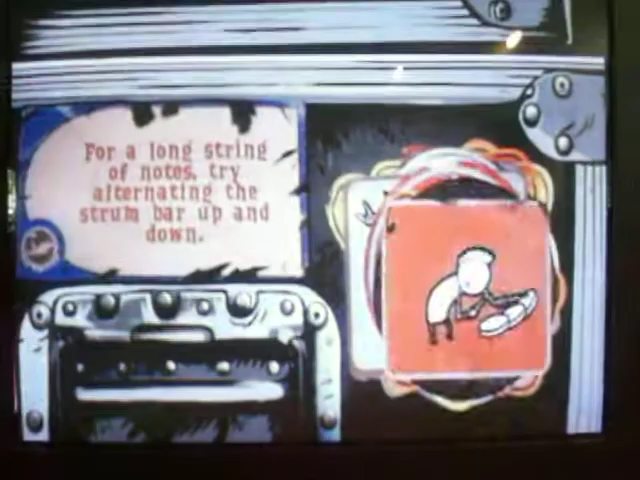 For a long string
of notes, try
alternating the
strum bar up and
down.